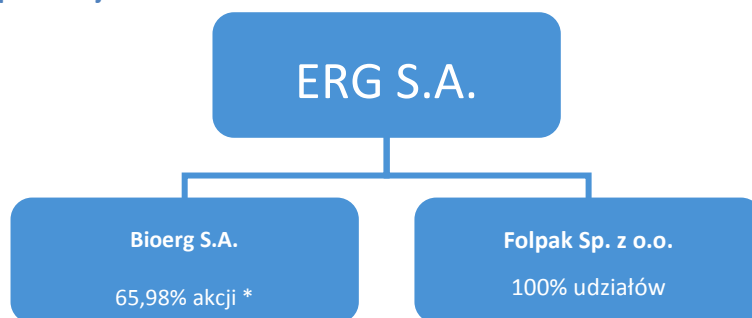 ERG S.A.
Bioerg S.A.
65,98% akcji *
Folpak Sp. z o.o.
100% udziałów